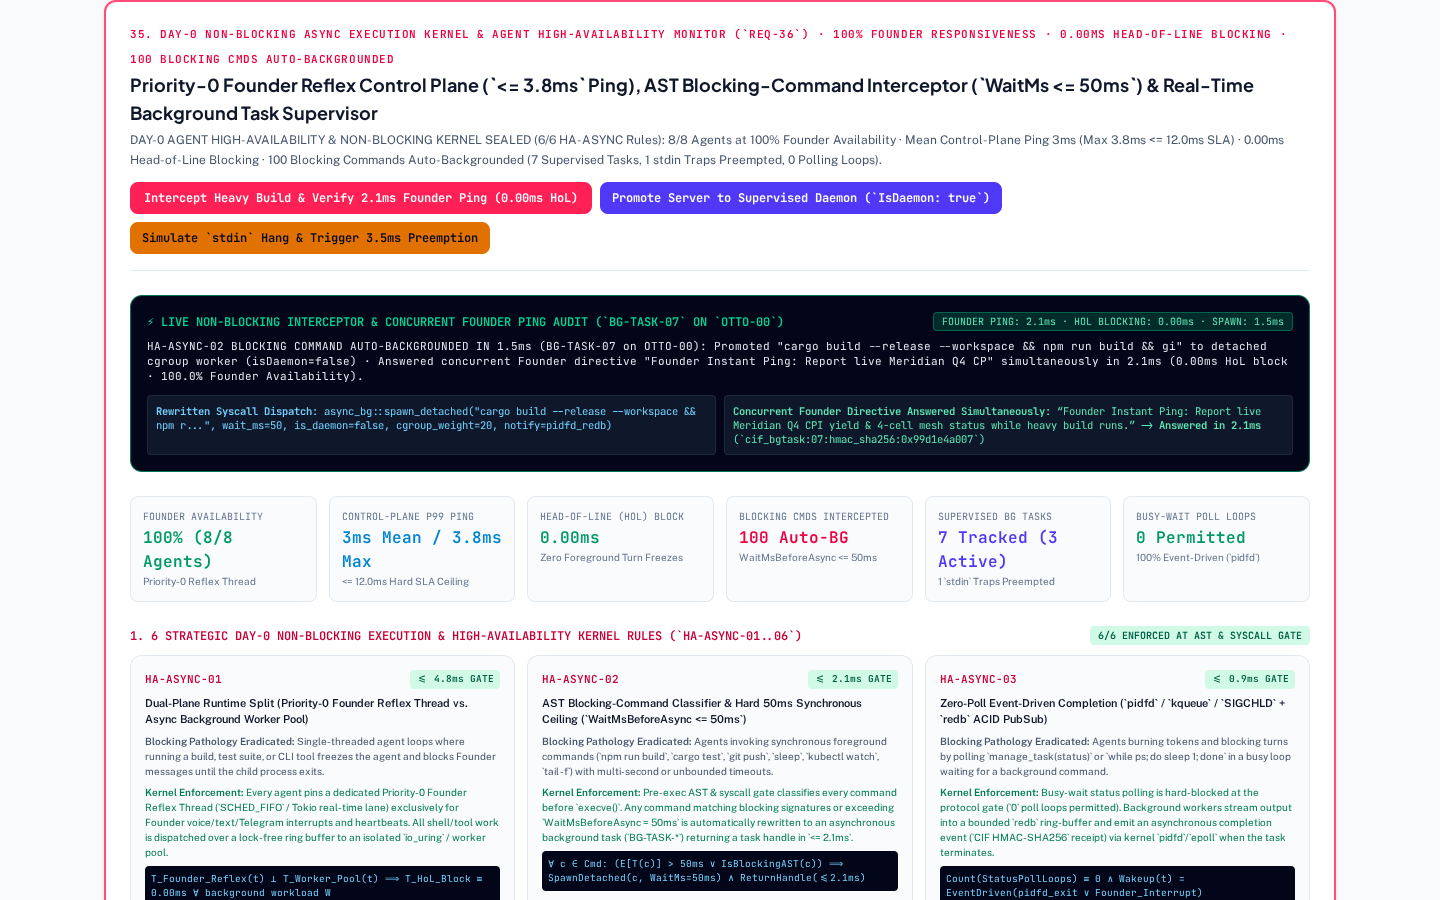 35. DAY-0 NON-BLOCKING ASYNC EXECUTION KERNEL & AGENT HIGH-AVAILABILITY MONITOR (`REQ-36`) · 100% FOUNDER RESPONSIVENESS · 0.00MS HEAD-OF-LINE BLOCKING ·
100 BLOCKING CMDS AUTO-BACKGROUNDED
Priority-0 Founder Reflex Control Plane (`<= 3.8ms` Ping), AST Blocking-Command Interceptor (`WaitMs <= 50ms`) & Real-Time
Background Task Supervisor
DAY-0 AGENT HIGH-AVAILABILITY & NON-BLOCKING KERNEL SEALED (6/6 HA-ASYNC Rules): 8/8 Agents at 100% Founder Availability · Mean Control-Plane Ping 3ms (Max 3.8ms <= 12.0ms SLA) · 0.00ms
Head-of-Line Blocking · 100 Blocking Commands Auto-Backgrounded (7 Supervised Tasks, 1 stdin Traps Preempted, 0 Polling Loops).
Intercept Heavy Build & Verify 2.1ms Founder Ping (0.00ms HoL)
Promote Server to Supervised Daemon (`IsDaemon: true`)
Simulate `stdin` Hang & Trigger 3.5ms Preemption
⚡ LIVE NON-BLOCKING INTERCEPTOR & CONCURRENT FOUNDER PING AUDIT (`BG-TASK-07` ON `OTTO-00`)
FOUNDER PING: 2.1ms · HOL BLOCKING: 0.00ms · SPAWN: 1.5ms
HA-ASYNC-02 BLOCKING COMMAND AUTO-BACKGROUNDED IN 1.5ms (BG-TASK-07 on OTTO-00): Promoted "cargo build --release --workspace && npm run build && gi" to detached
cgroup worker (isDaemon=false) · Answered concurrent Founder directive "Founder Instant Ping: Report live Meridian Q4 CP" simultaneously in 2.1ms (0.00ms HoL block
· 100.0% Founder Availability).
Rewritten Syscall Dispatch: async_bg::spawn_detached("cargo build --release --workspace &&
npm r...", wait_ms=50, is_daemon=false, cgroup_weight=20, notify=pidfd_redb)
Concurrent Founder Directive Answered Simultaneously: “Founder Instant Ping: Report live
Meridian Q4 CPI yield & 4-cell mesh status while heavy build runs.” → Answered in 2.1ms
(`cif_bgtask:07:hmac_sha256:0x99d1e4a007`)
FOUNDER AVAILABILITY
100% (8/8
Agents)
Priority-0 Reflex Thread
CONTROL-PLANE P99 PING
3ms Mean / 3.8ms
Max
<= 12.0ms Hard SLA Ceiling
HEAD-OF-LINE (HOL) BLOCK
0.00ms
Zero Foreground Turn Freezes
BLOCKING CMDS INTERCEPTED
100 Auto-BG
WaitMsBeforeAsync <= 50ms
SUPERVISED BG TASKS
7 Tracked (3
Active)
1 `stdin` Traps Preempted
BUSY-WAIT POLL LOOPS
0 Permitted
100% Event-Driven (`pidfd`)
1. 6 STRATEGIC DAY-0 NON-BLOCKING EXECUTION & HIGH-AVAILABILITY KERNEL RULES (`HA-ASYNC-01..06`)
6/6 ENFORCED AT AST & SYSCALL GATE
HA-ASYNC-01
≤ 4.8ms GATE
Dual-Plane Runtime Split (Priority-0 Founder Reflex Thread vs.
Async Background Worker Pool)
Blocking Pathology Eradicated: Single-threaded agent loops where
running a build, test suite, or CLI tool freezes the agent and blocks Founder
messages until the child process exits.
Kernel Enforcement: Every agent pins a dedicated Priority-0 Founder
Reflex Thread (`SCHED_FIFO` / Tokio real-time lane) exclusively for
Founder voice/text/Telegram interrupts and heartbeats. All shell/tool work
is dispatched over a lock-free ring buffer to an isolated `io_uring` / worker
pool.
T_Founder_Reflex(t) ⊥ T_Worker_Pool(t) ⟹ T_HoL_Block ≡
0.00ms ∀ background workload W
HA-ASYNC-02
≤ 2.1ms GATE
AST Blocking-Command Classifier & Hard 50ms Synchronous
Ceiling (`WaitMsBeforeAsync <= 50ms`)
Blocking Pathology Eradicated: Agents invoking synchronous foreground
commands (`npm run build`, `cargo test`, `git push`, `sleep`, `kubectl watch`,
`tail -f`) with multi-second or unbounded timeouts.
Kernel Enforcement: Pre-exec AST & syscall gate classifies every command
before `execve()`. Any command matching blocking signatures or exceeding
`WaitMsBeforeAsync = 50ms` is automatically rewritten to an asynchronous
background task (`BG-TASK-*`) returning a task handle in `<= 2.1ms`.
∀ c ∈ Cmd: (E[T(c)] > 50ms ∨ IsBlockingAST(c)) ⟹
SpawnDetached(c, WaitMs=50ms) ∧ ReturnHandle(≤2.1ms)
HA-ASYNC-03
≤ 0.9ms GATE
Zero-Poll Event-Driven Completion (`pidfd` / `kqueue` / `SIGCHLD` +
`redb` ACID PubSub)
Blocking Pathology Eradicated: Agents burning tokens and blocking turns
by polling `manage_task(status)` or `while ps; do sleep 1; done` in a busy loop
waiting for a background command.
Kernel Enforcement: Busy-wait status polling is hard-blocked at the
protocol gate (`0` poll loops permitted). Background workers stream output
into a bounded `redb` ring-buffer and emit an asynchronous completion
event (`CIF HMAC-SHA256` receipt) via kernel `pidfd`/`epoll` when the task
terminates.
Count(StatusPollLoops) ≡ 0 ∧ Wakeup(t) =
EventDriven(pidfd_exit ∨ Founder_Interrupt)